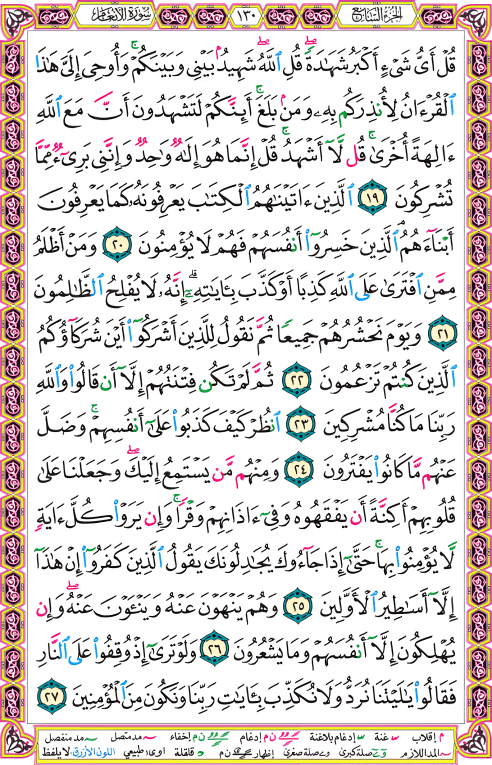 الجزء السابع ١٣٠ سورة الأنعام
قُلْ أَىُّ شَىْءٍ أَكْبَرُ شَهَٰدَةًۖ قُلِ ٱللَّهُۖ شَهِيدٌۢ بَيْنِى وَبَيْنَكُمْۚ وَأُوحِىَ إِلَىَّ هَٰذَا
ٱلْقُرْءَانُ لِأُنذِرَكُم بِهِۦ وَمَنۢ بَلَغَۚ أَئِنَّكُمْ لَتَشْهَدُونَ أَنَّ مَعَ ٱللَّهِ
ءَالِهَةً أُخْرَىٰۚ قُل لَّآ أَشْهَدُۚ قُلْ إِنَّمَا هُوَ إِلَٰهٌ وَٰحِدٌ وَإِنَّنِى بَرِىٓءٌ مِّمَّا
تُشْرِكُونَ ١٩ ٱلَّذِينَ ءَاتَيْنَٰهُمُ ٱلْكِتَٰبَ يَعْرِفُونَهُۥ كَمَا يَعْرِفُونَ
أَبْنَآءَهُمُۘ ٱلَّذِينَ خَسِرُوٓا۟ أَنفُسَهُمْ فَهُمْ لَا يُؤْمِنُونَ ٢٠ وَمَنْ أَظْلَمُ
مِمَّنِ ٱفْتَرَىٰ عَلَى ٱللَّهِ كَذِبًا أَوْ كَذَّبَ بِـَٔايَٰتِهِۦٓۗ إِنَّهُۥ لَا يُفْلِحُ ٱلظَّٰلِمُونَ
٢١ وَيَوْمَ نَحْشُرُهُمْ جَمِيعًا ثُمَّ نَقُولُ لِلَّذِينَ أَشْرَكُوٓا۟ أَيْنَ شُرَكَآؤُكُمُ
ٱلَّذِينَ كُنتُمْ تَزْعُمُونَ ٢٢ ثُمَّ لَمْ تَكُن فِتْنَتُهُمْ إِلَّآ أَن قَالُوا۟ وَٱللَّهِ
رَبِّنَا مَا كُنَّا مُشْرِكِينَ ٢٣ ٱنظُرْ كَيْفَ كَذَبُوا۟ عَلَىٰٓ أَنفُسِهِمْۚ وَضَلَّ
عَنْهُم مَّا كَانُوا۟ يَفْتَرُونَ ٢٤ وَمِنْهُم مَّن يَسْتَمِعُ إِلَيْكَۖ وَجَعَلْنَا عَلَىٰ
قُلُوبِهِمْ أَكِنَّةً أَن يَفْقَهُوهُ وَفِىٓ ءَاذَانِهِمْ وَقْرًاۚ وَإِن يَرَوْا۟ كُلَّ ءَايَةٍ
لَّا يُؤْمِنُوا۟ بِهَاۚ حَتَّىٰٓ إِذَا جَآءُوكَ يُجَٰدِلُونَكَ يَقُولُ ٱلَّذِينَ كَفَرُوٓا۟ إِنْ هَٰذَآ
إِلَّآ أَسَٰطِيرُ ٱلْأَوَّلِينَ ٢٥ وَهُمْ يَنْهَوْنَ عَنْهُ وَيَنْـَٔوْنَ عَنْهُۖ وَإِن
يُهْلِكُونَ إِلَّآ أَنفُسَهُمْ وَمَا يَشْعُرُونَ ٢٦ وَلَوْ تَرَىٰٓ إِذْ وُقِفُوا۟ عَلَى ٱلنَّارِ
فَقَالُوا۟ يَٰلَيْتَنَا نُرَدُّ وَلَا نُكَذِّبَ بِـَٔايَٰتِ رَبِّنَا وَنَكُونَ مِنَ ٱلْمُؤْمِنِينَ ٢٧
م إقلاب غنة إدغام بلاغنة ن م إدغام ن م إخفاء مد متصل مد منفصل
المد اللازم صلة كبرى وصلة صغرى إظهار قلقلة أوى: طبيعي اللون الأزرق: لا يلفظ